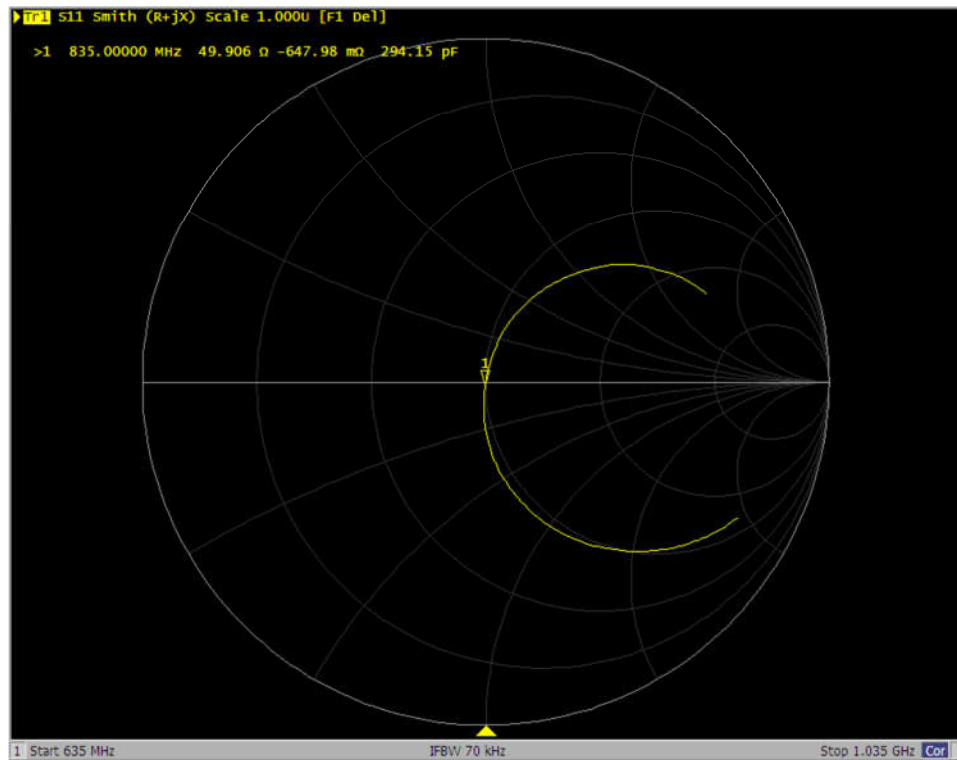 Tr1 S11 Smith (R+jX) Scale 1.000U [F1 Del]
>1 835.00000 MHz 49.906 Ω -647.98 mΩ 294.15 pF
1
1 Start 635 MHz IFBW 70 kHz Stop 1.035 GHz Cor